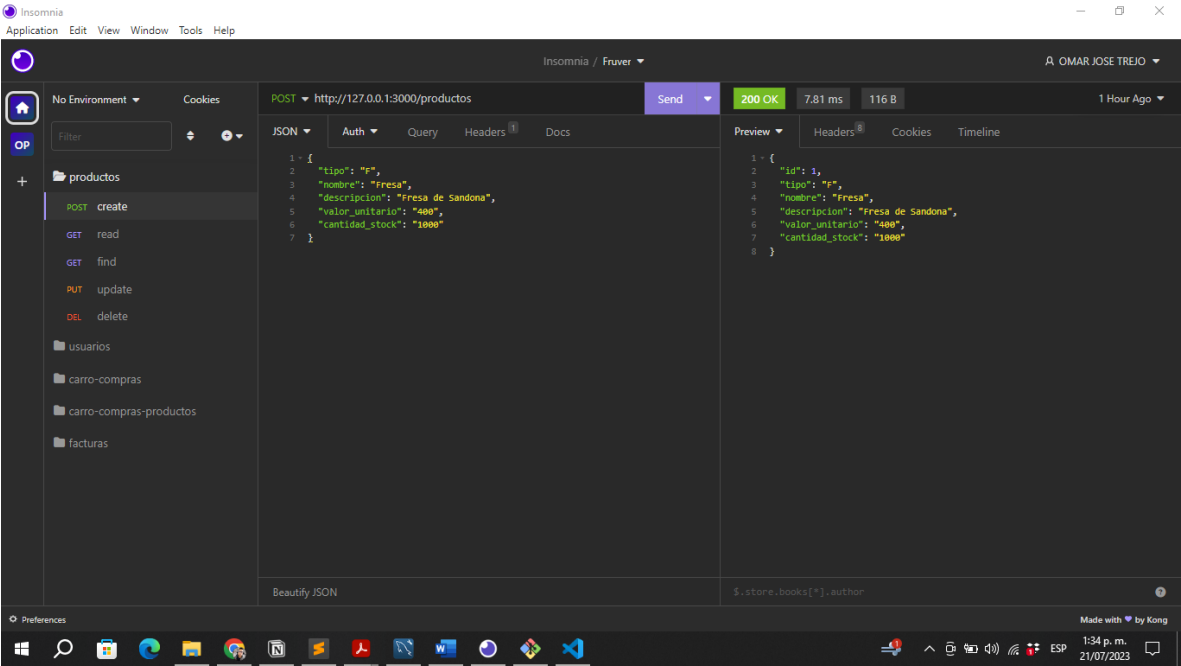 Insomnia
Application Edit View Window Tools Help
Insomnia / Fruver
OMAR JOSE TREJO
No Environment
Cookies
POST http://127.0.0.1:3000/productos
Send
200 OK
7.81 ms
116 B
1 Hour Ago
Filter
JSON
Auth
Query
Headers 1
Docs
Preview
Headers 8
Cookies
Timeline
OP
productos
POST create
GET read
GET find
PUT update
DEL delete
usuarios
carro-compras
carro-compras-productos
facturas
1 {
2 "tipo": "F",
3 "nombre": "Fresa",
4 "descripcion": "Fresa de Sandona",
5 "valor_unitario": "400",
6 "cantidad_stock": "1000"
7 }
1 {
2 "id": 1,
3 "tipo": "F",
4 "nombre": "Fresa",
5 "descripcion": "Fresa de Sandona",
6 "valor_unitario": "400",
7 "cantidad_stock": "1000"
8 }
Beautify JSON
$.store.books[*].author
Preferences
Made with ♥ by Kong
ESP
1:34 p. m.
21/07/2023